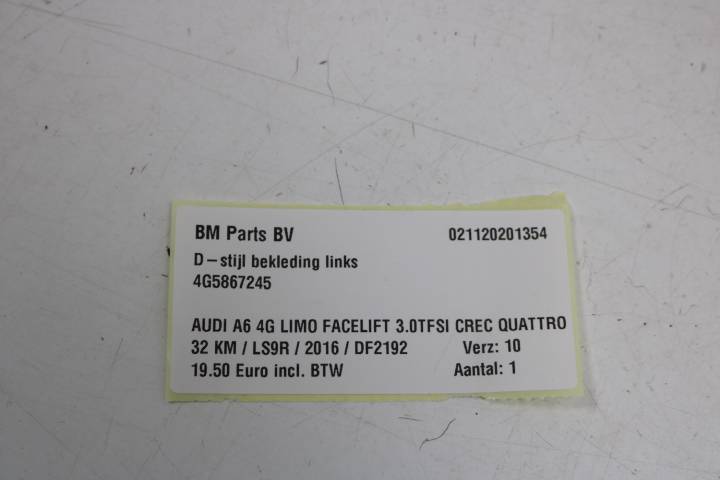 BM Parts BV 021120201354
D-stijl bekleding links
4G5867245
AUDI A6 4G LIMO FACELIFT 3.0TFSI CREC QUATTRO
32 KM / LS9R / 2016 / DF2192 Verz: 10
19.50 Euro incl. BTW Aantal: 1